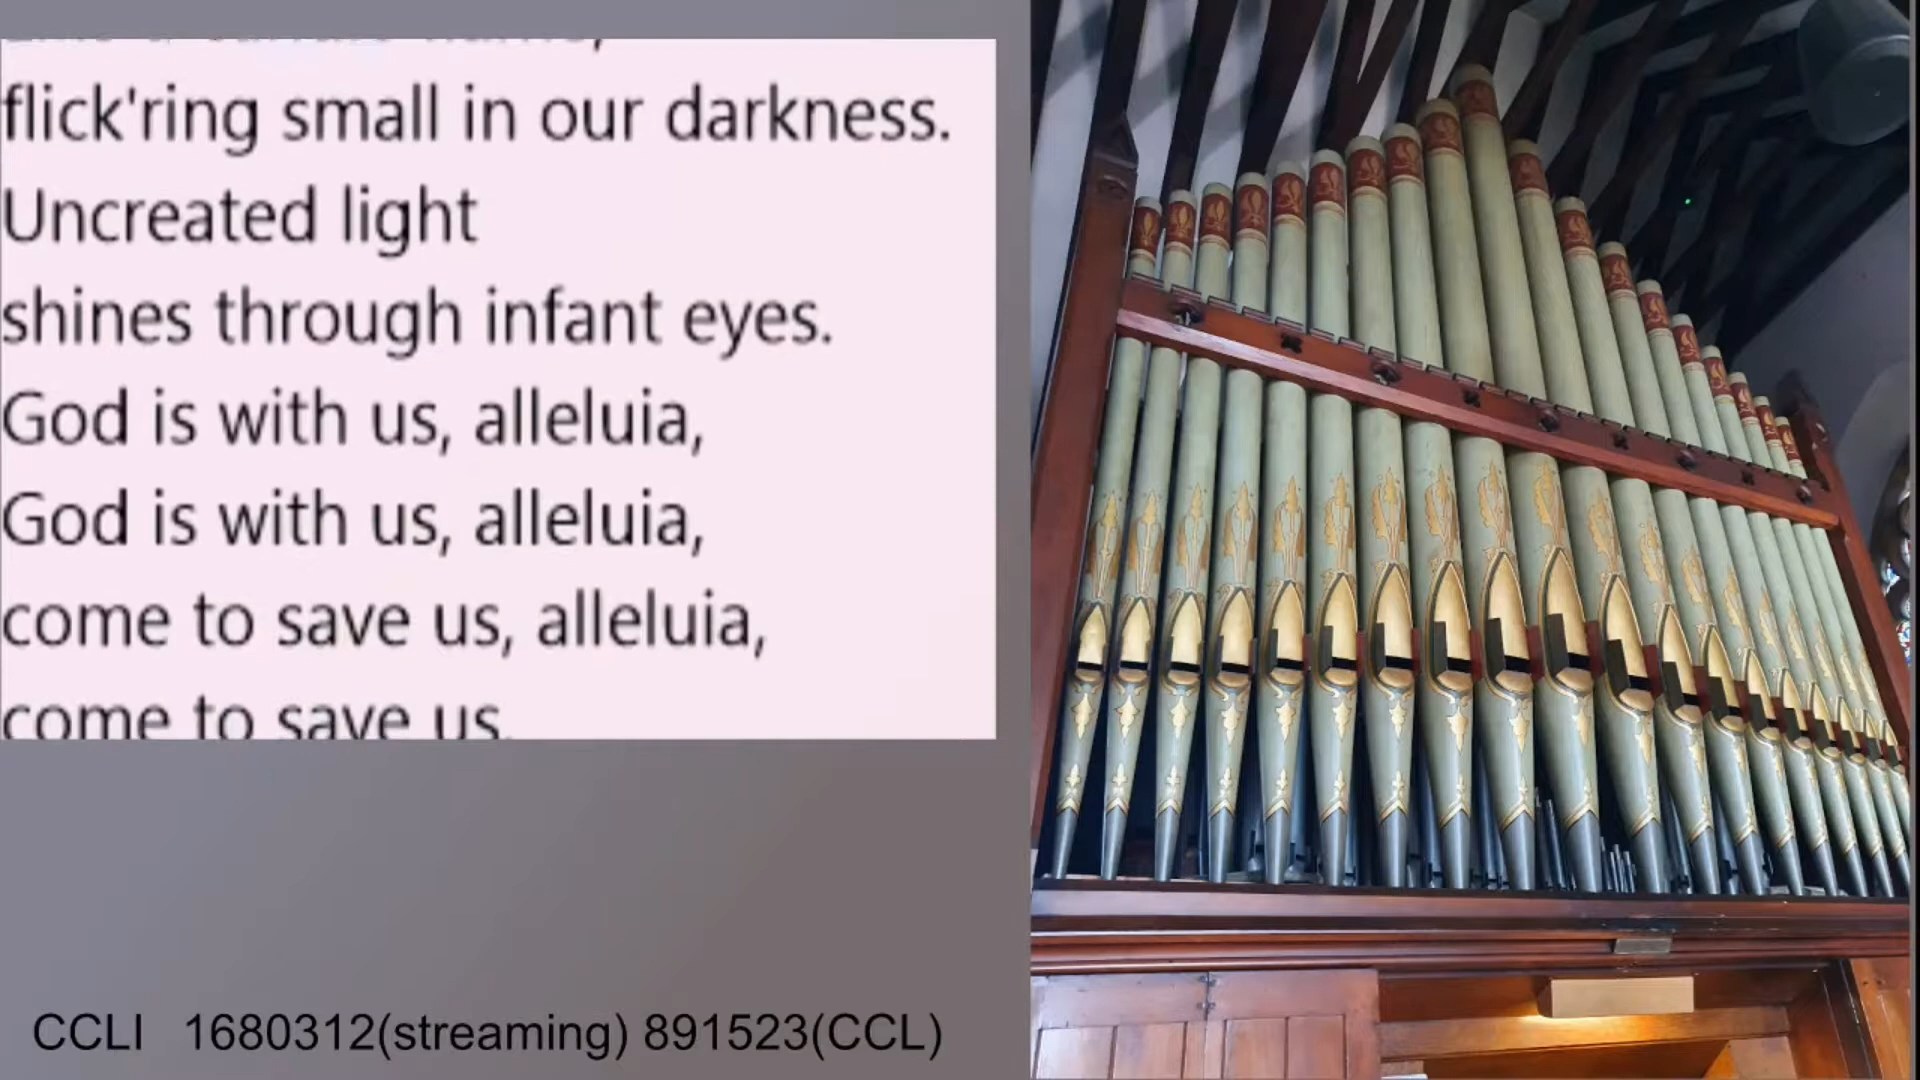 flick'ring small in our darkness.
Uncreated light
shines through infant eyes.
God is with us, alleluia,
God is with us, alleluia,
come to save us, alleluia,
come to save us.
CCLI 1680312(streaming) 891523(CCL)